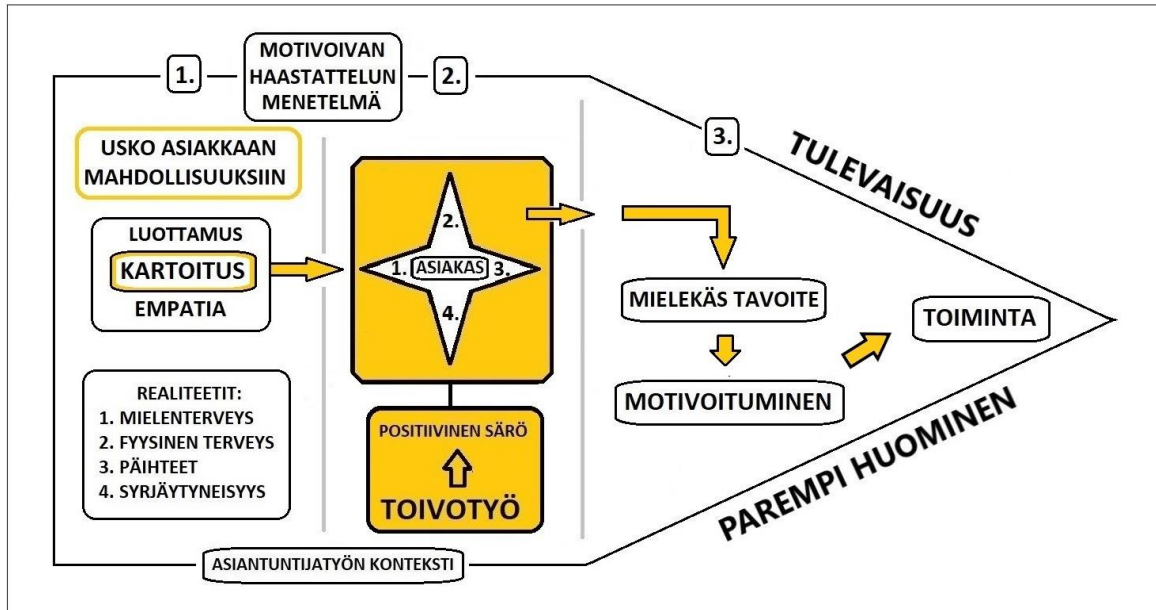 1.
MOTIVOIVAN
HAASTATTELUN
MENETELMÄ
2.
3.
TULEVAISUUS
USKO ASIAKKAAN
MAHDOLLISUUKSIIN
LUOTTAMUS
KARTOITUS
EMPATIA
REALITEETIT:
1. MIELENTERVEYS
2. FYYSINEN TERVEYS
3. PÄIHTEET
4. SYRJÄYTYNEISYYS
2.
1. ASIAKAS 3.
4.
POSITIIVINEN SÄRÖ
TOIVOTYÖ
MIELEKÄS TAVOITE
MOTIVOITUMINEN
TOIMINTA
PAREMPI HUOMINEN
ASIANTUNTIJATYÖN KONTEKSTI